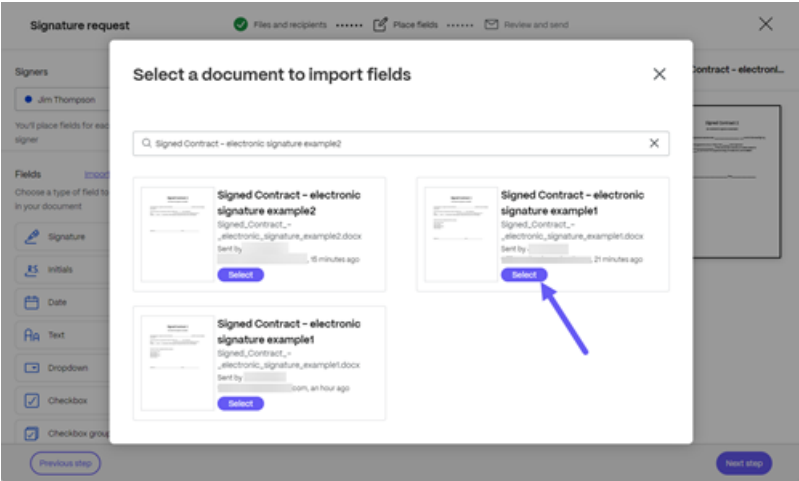 Signature request
Files and recipients
Place fields
Review and send
Select a document to import fields
Contract – electroni...
Signers
Jim Thompson
You'll place fields for eac
signer
Signed Contract – electronic signature example2
Fields Import
Choose a type of field to
in your document
Signature
Initials
Date
Text
Dropdown
Checkbox
Checkbox group
Signed Contract – electronic
signature example2
Signed_Contract_–
_electronic_signature_example2.docx
Sent by
, 15 minutes ago
Select
Signed Contract – electronic
signature example1
Signed_Contract_–
_electronic_signature_example1.docx
Sent by
, 21 minutes ago
Select
Signed Contract – electronic
signature example1
Signed_Contract_–
_electronic_signature_example1.docx
Sent by
com, an hour ago
Select
Previous step
Next step